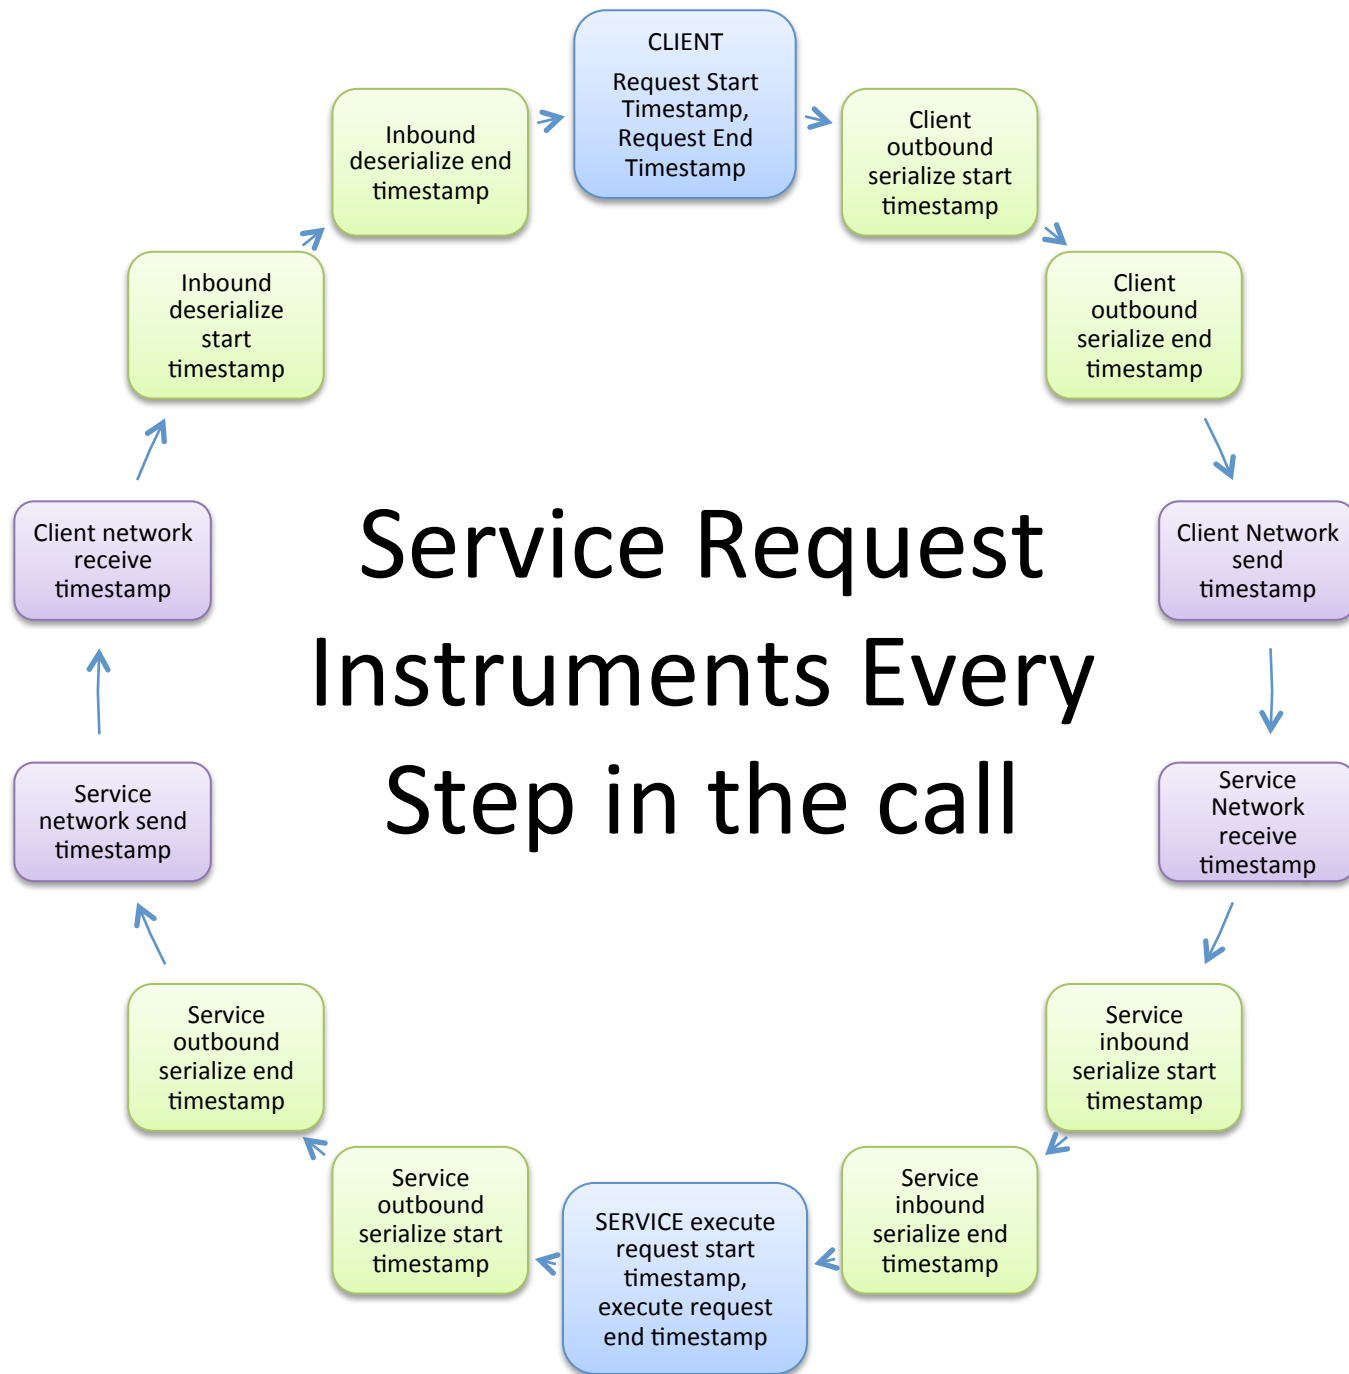 CLIENT
Request Start
Timestamp,
Request End
Timestamp
Client
outbound
serialize start
timestamp
Client
outbound
serialize end
timestamp
Client Network
send
timestamp
Service
Network
receive
timestamp
Service
inbound
serialize start
timestamp
Service
inbound
serialize end
timestamp
SERVICE execute
request start
timestamp,
execute request
end timestamp
Service
outbound
serialize start
timestamp
Service
outbound
serialize end
timestamp
Service
network send
timestamp
Client network
receive
timestamp
Inbound
deserialize
start
timestamp
Inbound
deserialize end
timestamp
Service Request
Instruments Every
Step in the call